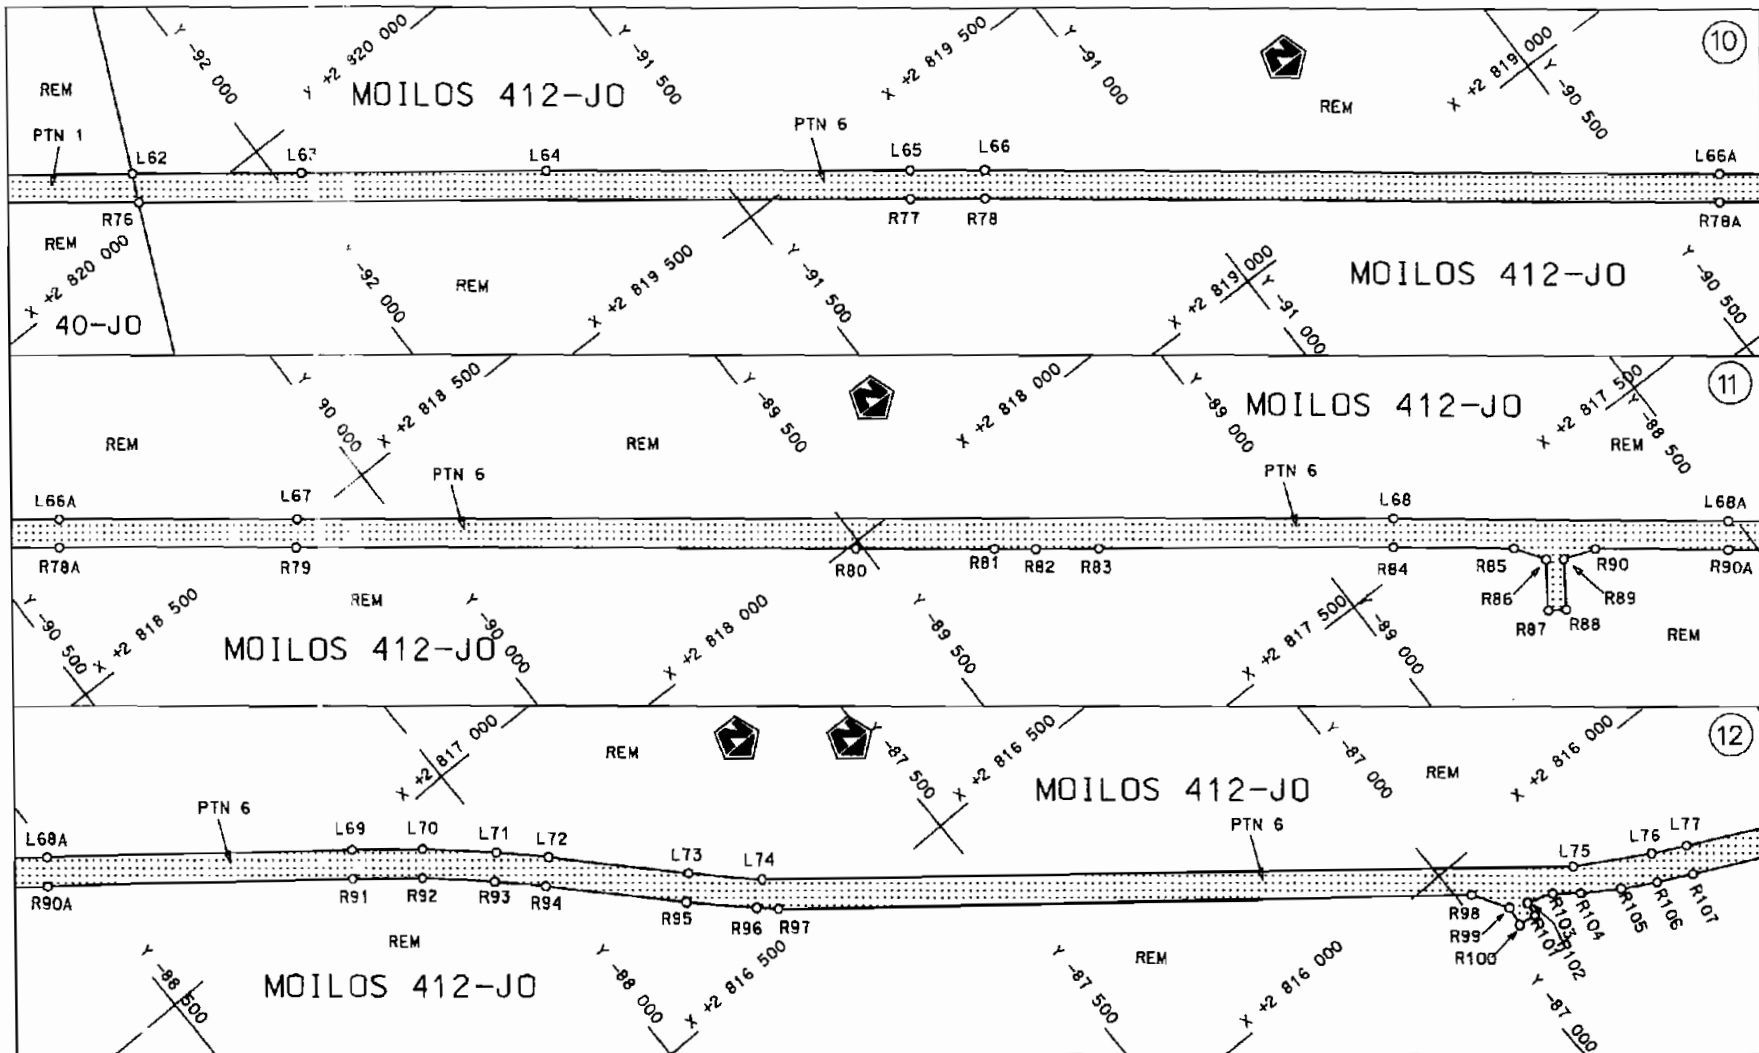 10
Y -92 000
X +2 820 000
Y -91 500
X +2 819 500
Y -91 000
X +2 819 000
Y -90 500
REM
MOILOS 412-JO
REM
PTN 1
PTN 6
L62
L63
L64
L65
L66
L66A
R76
R77
R78
R78A
REM
X +2 820 000
40-JO
Y -92 000
REM
X +2 819 500
Y -91 500
X +2 819 000
Y -91 000
MOILOS 412-JO
Y -90 500
11
Y 90 000
X +2 818 500
Y -89 500
X +2 818 000
Y -89 000
MOILOS 412-JO
X +2 817 500
Y -88 500
REM
REM
REM
PTN 6
PTN 6
L66A
L67
L68
L68A
R78A
R79
R80
R81
R82
R83
R84
R85
R90
R90A
R86
R89
R87
R88
Y -90 500
X +2 818 500
REM
MOILOS 412-JO
Y -90 000
X +2 818 000
Y -89 500
X +2 817 500
Y -89 000
REM
12
X +2 817 000
REM
Y -87 500
X +2 816 500
MOILOS 412-JO
Y -87 000
REM
X +2 816 000
PTN 6
PTN 6
L68A
L69
L70
L71
L72
L73
L74
L75
L76
L77
R90A
R91
R92
R93
R94
R95
R96
R97
R98
R99
R100
R101
R102
R103
R104
R105
R106
R107
REM
Y -88 500
MOILOS 412-JO
Y -88 000
X +2 816 500
Y -87 500
REM
X +2 816 000
Y -87 000